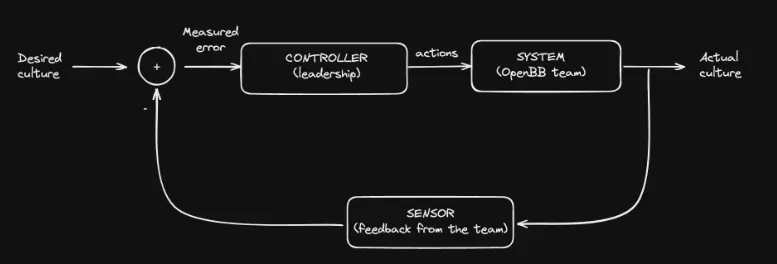 Desired
culture
+
-
Measured
error
CONTROLLER
(leadership)
actions
SYSTEM
(OpenBB team)
Actual
culture
SENSOR
(feedback from the team)